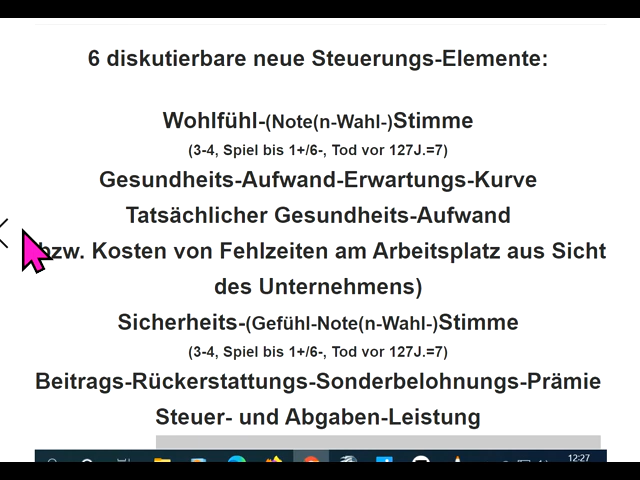 6 diskutierbare neue Steuerungs-Elemente:
Wohlfühl-(Note(n-Wahl-)Stimme
(3-4, Spiel bis 1+/6-, Tod vor 127J.=7)
Gesundheits-Aufwand-Erwartungs-Kurve
Tatsächlicher Gesundheits-Aufwand
bzw. Kosten von Fehlzeiten am Arbeitsplatz aus Sicht
des Unternehmens)
Sicherheits-(Gefühl-Note(n-Wahl-)Stimme
(3-4, Spiel bis 1+/6-, Tod vor 127J.=7)
Beitrags-Rückerstattungs-Sonderbelohnungs-Prämie
Steuer- und Abgaben-Leistung
12:27